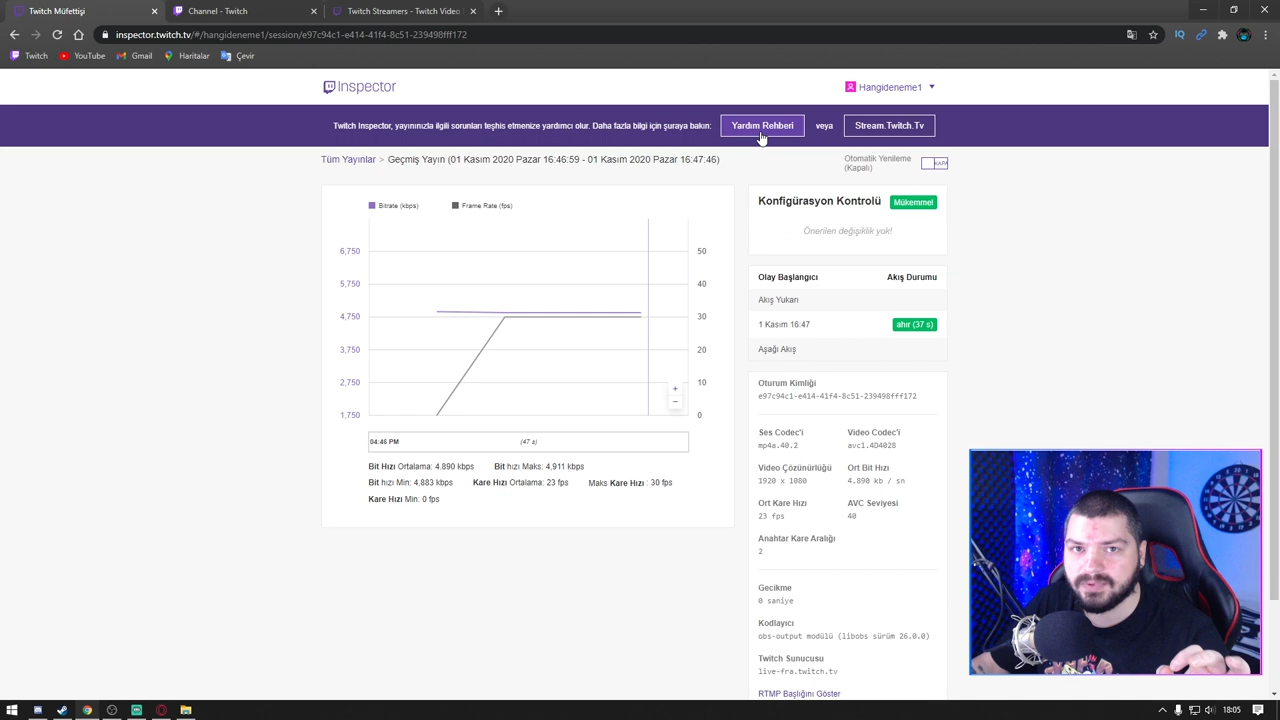 Twitch Müfettişi
Channel - Twitch
Twitch Studio Video
inspector.twitch.tv/#/hangideneme1/session/e97c94c1-e414-41f4-8c51-239498fff172
Twitch
YouTube
Gmail
Haritalar
Çevir
Inspector
Hangideneme1
Twitch Inspector, yayınınızla ilgili sorunları teşhis etmenize yardımcı olur. Daha fazla bilgi için şuraya bakın:
Yardım Rehberi
veya
Stream.Twitch.Tv
Tüm Yayınlar > Geçmiş Yayın (01 Kasım 2020 Pazar 16:46:59 - 01 Kasım 2020 Pazar 16:47:46)
Otomatik Yenileme
(Kapalı)
KAPA
Bitrate (kbps)
Frame Rate (fps)
6,750
50
5,750
40
4,750
30
3,750
20
2,750
10
1,750
0
+
−
04:46 PM
(47 s)
Bit Hızı Ortalama: 4.890 kbps
Bit hızı Maks: 4,911 kbps
Bit hızı Min: 4,883 kbps
Kare Hızı Ortalama: 23 fps
Maks Kare Hızı : 30 fps
Kare Hızı Min: 0 fps
Konfigürasyon Kontrolü
Mükemmel
Önerilen değişiklik yok!
Olay Başlangıcı
Akış Durumu
Akış Yukarı
1 Kasım 16:47
ahır (37 s)
Aşağı Akış
Oturum Kimliği
e97c94c1-e414-41f4-8c51-239498fff172
Ses Codec'i
Video Codec'i
mp4a.40.2
avc1.4D4028
Video Çözünürlüğü
Ort Bit Hızı
1920 x 1080
4.890 kb / sn
Ort Kare Hızı
AVC Seviyesi
23 fps
40
Anahtar Kare Aralığı
2
Gecikme
0 saniye
Kodlayıcı
obs-output modülü (libobs sürüm 26.0.0)
Twitch Sunucusu
live-fra.twitch.tv
RTMP Başlığını Göster
18:05